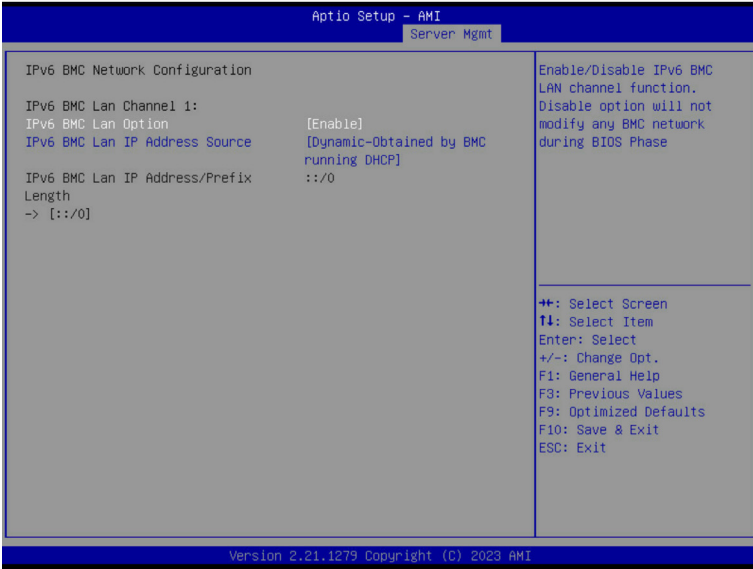 Aptio Setup – AMI
Server Mgmt
IPv6 BMC Network Configuration
IPv6 BMC Lan Channel 1:
IPv6 BMC Lan Option [Enable]
IPv6 BMC Lan IP Address Source [Dynamic-Obtained by BMC
running DHCP]
IPv6 BMC Lan IP Address/Prefix ::/0
Length
-> [::/0]
Enable/Disable IPv6 BMC
LAN channel function.
Disable option will not
modify any BMC network
during BIOS Phase
→←: Select Screen
↑↓: Select Item
Enter: Select
+/-: Change Opt.
F1: General Help
F3: Previous Values
F9: Optimized Defaults
F10: Save & Exit
ESC: Exit
Version 2.21.1279 Copyright (C) 2023 AMI